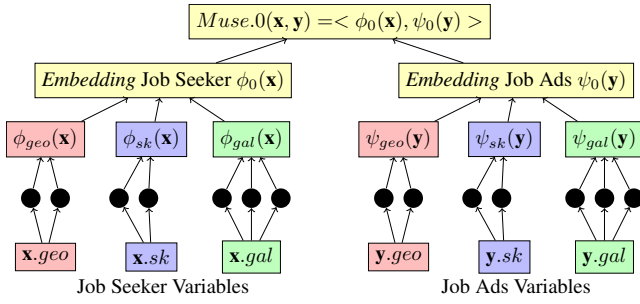 Muse.0(x, y) =< ϕ₀(x), ψ₀(y) >
Embedding Job Seeker ϕ₀(x) Embedding Job Ads ψ₀(y)
ϕgeo(x) ϕsk(x) ϕgal(x) ψgeo(y) ψsk(y) ψgal(y)
x.geo x.sk x.gal y.geo y.sk y.gal
Job Seeker Variables Job Ads Variables